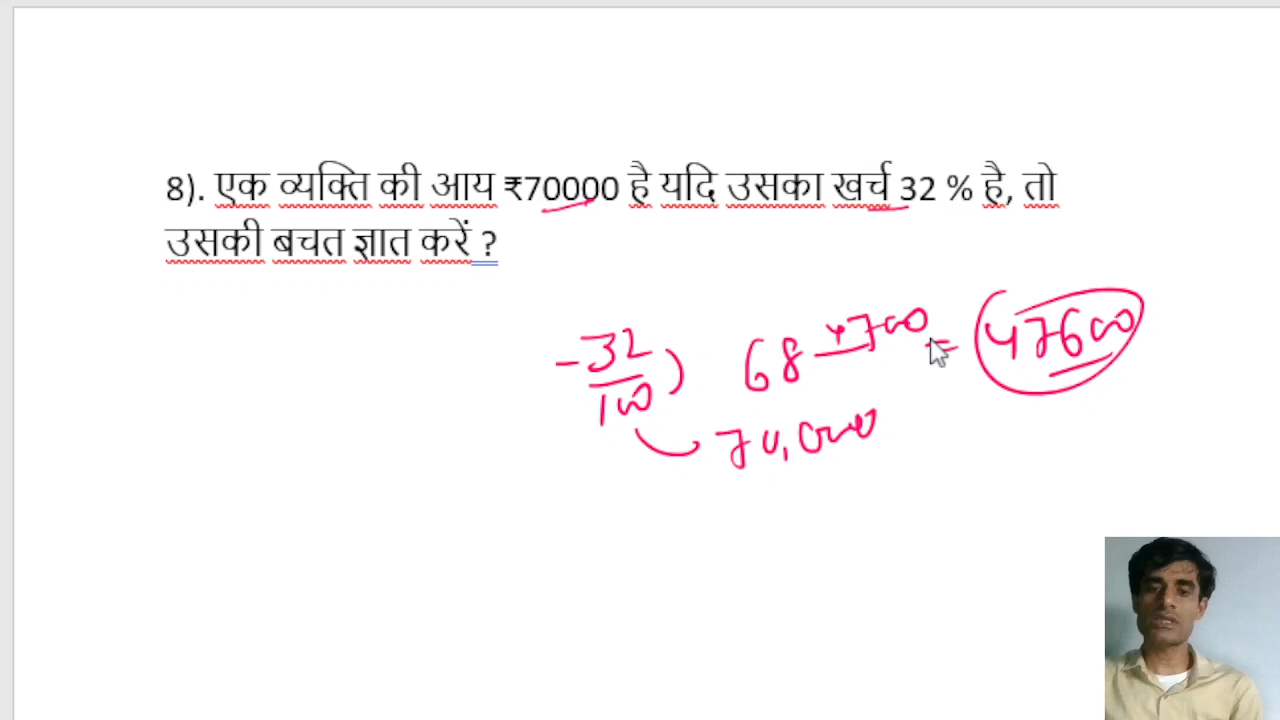 8). एक व्यक्ति की आय ₹70000 है यदि उसका खर्च 32 % है, तो
उसकी बचत ज्ञात करें ?
-32/100) 68 × 700 = 47600
70,000